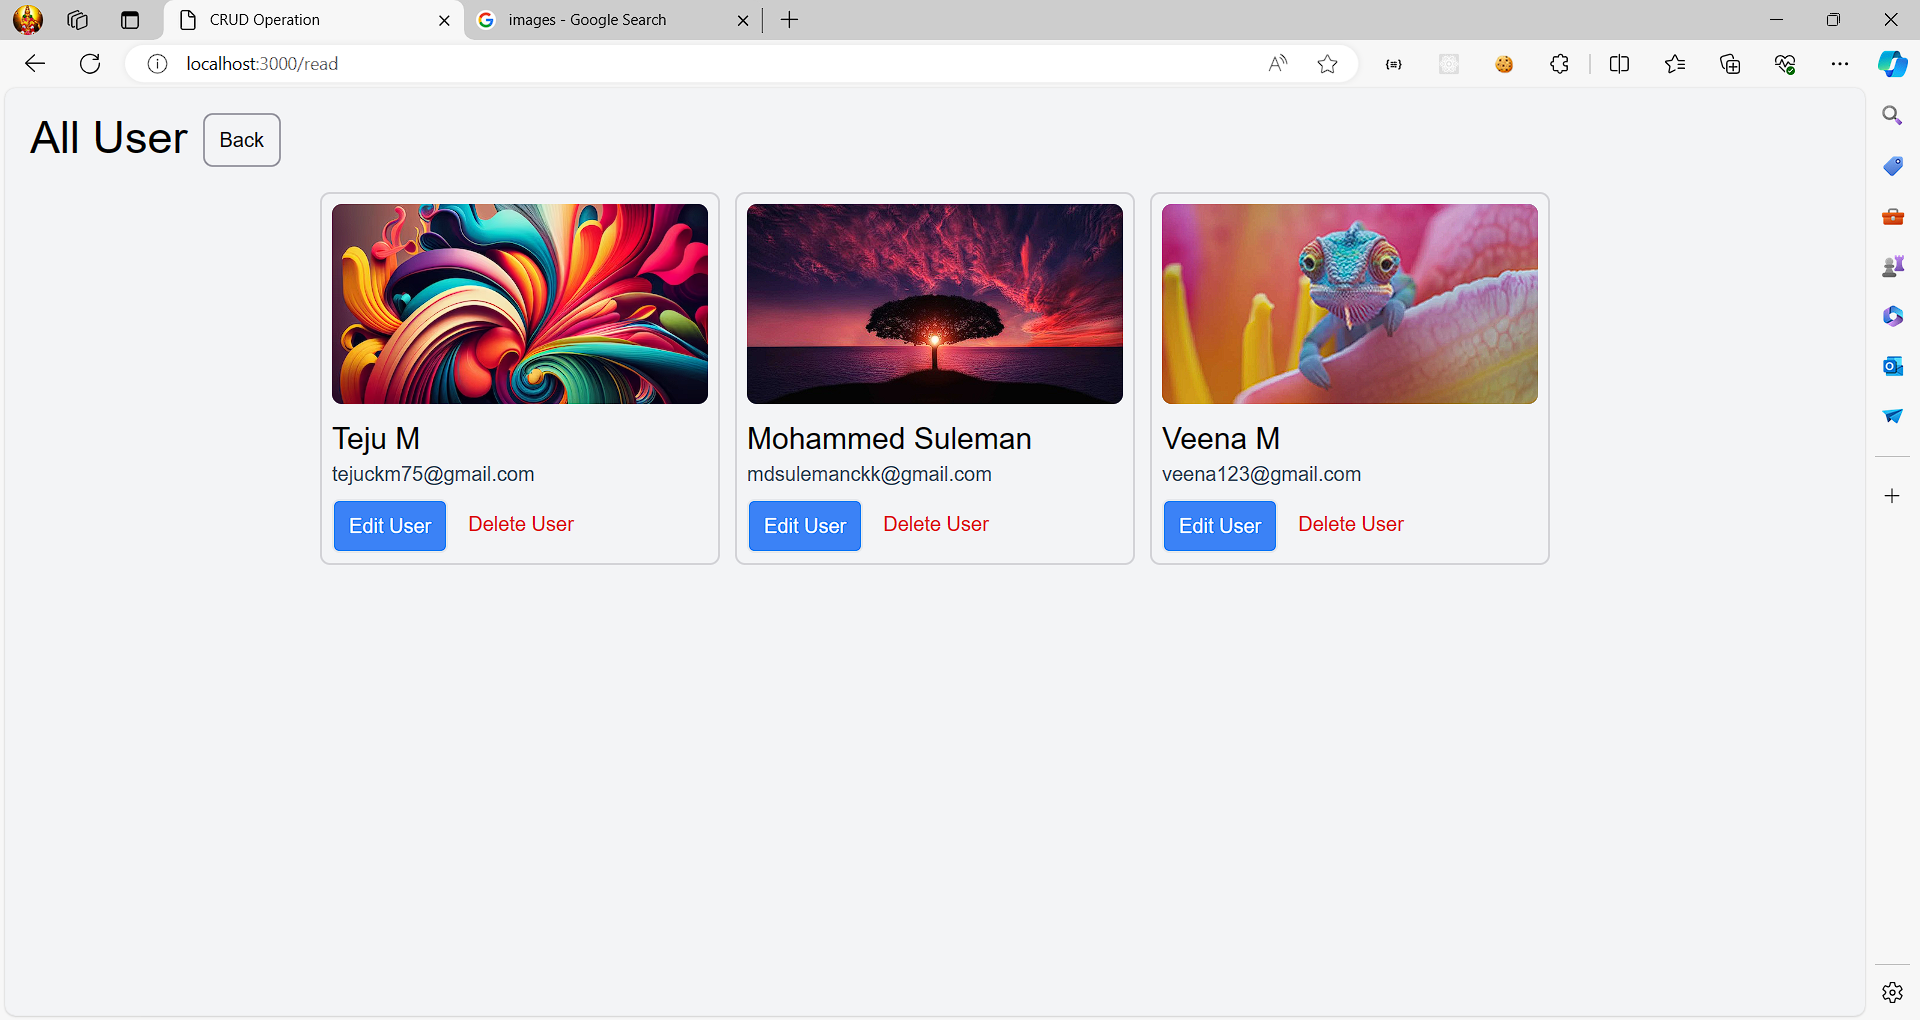 CRUD Operation
images - Google Search
localhost:3000/read
All User
Back
Teju M
tejuckm75@gmail.com
Edit User
Delete User
Mohammed Suleman
mdsulemanckk@gmail.com
Edit User
Delete User
Veena M
veena123@gmail.com
Edit User
Delete User